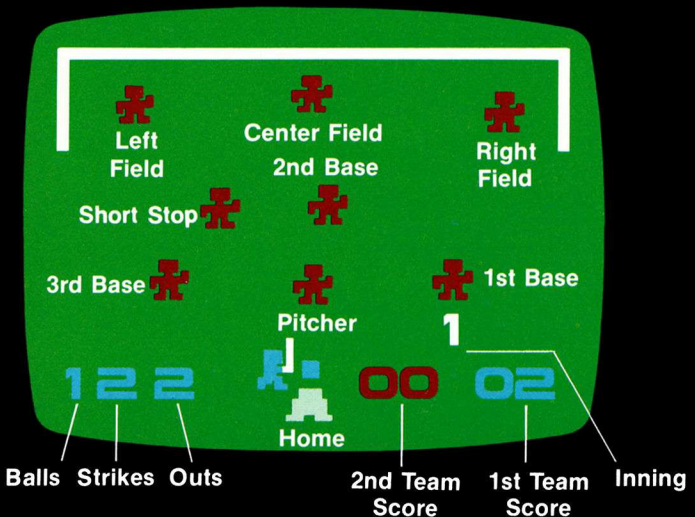 Left
Field
Center Field
Right
Field
2nd Base
Short Stop
3rd Base
1st Base
Pitcher
1
1 2 2
00
02
Home
Balls
Strikes
Outs
2nd Team
Score
1st Team
Score
Inning